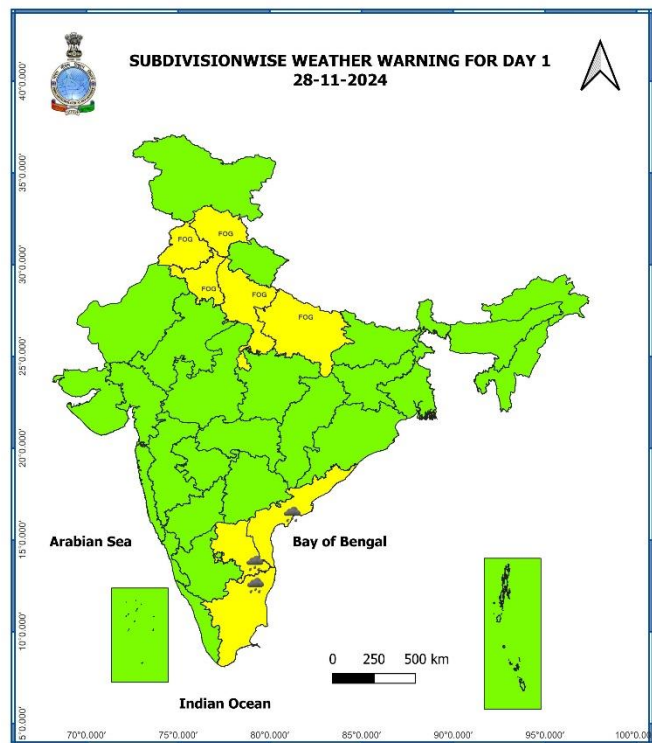 SUBDIVISIONWISE WEATHER WARNING FOR DAY 1
28-11-2024
40°0.000'
35°0.000'
30°0.000'
25°0.000'
20°0.000'
15°0.000'
10°0.000'
5°0.000'
FOG
FOG
FOG
FOG
FOG
Arabian Sea
Bay of Bengal
0 250 500 km
Indian Ocean
70°0.000' 75°0.000' 80°0.000' 85°0.000' 90°0.000' 95°0.000' 100°0.0